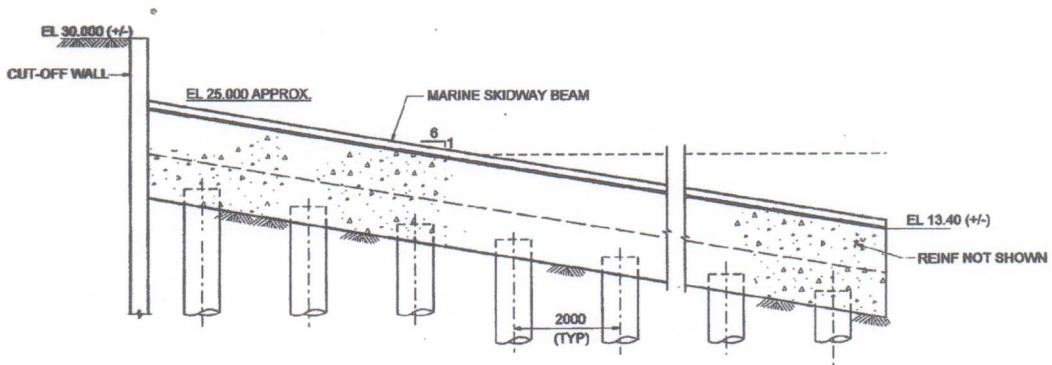 EL 30.000 (+/-)
CUT-OFF WALL
EL 25.000 APPROX.
MARINE SKIDWAY BEAM
6
1
EL 13.40 (+/-)
REINF NOT SHOWN
2000
(TYP)